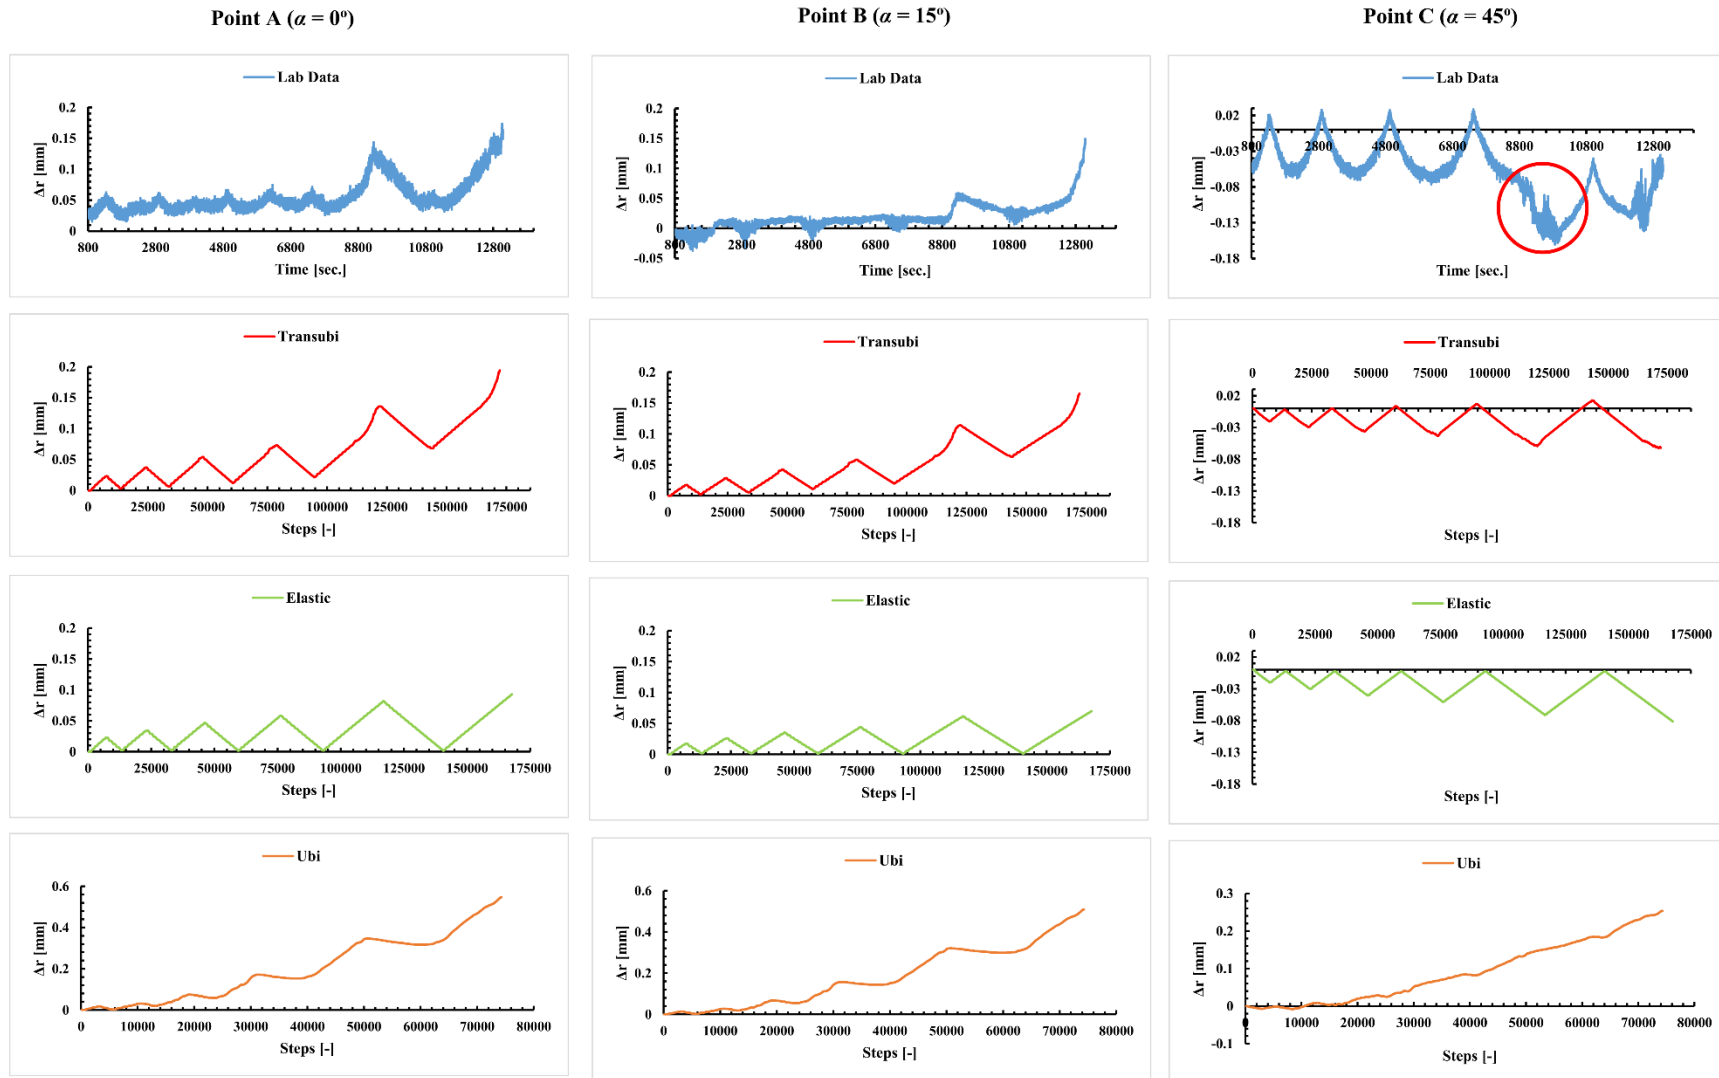 Point A (α = 0º)
Point B (α = 15º)
Point C (α = 45º)
Lab Data
Δr [mm]
0.2
0.15
0.1
0.05
0
800 2800 4800 6800 8800 10800 12800
Time [sec.]
Lab Data
Δr [mm]
0.2
0.15
0.1
0.05
0
-0.05
800 2800 4800 6800 8800 10800 12800
Time [sec.]
Lab Data
Δr [mm]
0.02
-0.03
-0.08
-0.13
-0.18
800 2800 4800 6800 8800 10800 12800
Time [sec.]
Transubi
Δr [mm]
0.2
0.15
0.1
0.05
0
0 25000 50000 75000 100000 125000 150000 175000
Steps [-]
Transubi
Δr [mm]
0.2
0.15
0.1
0.05
0
0 25000 50000 75000 100000 125000 150000 175000
Steps [-]
Transubi
0 25000 50000 75000 100000 125000 150000 175000
Δr [mm]
0.02
-0.03
-0.08
-0.13
-0.18
Steps [-]
Elastic
Δr [mm]
0.2
0.15
0.1
0.05
0
0 25000 50000 75000 100000 125000 150000 175000
Steps [-]
Elastic
Δr [mm]
0.2
0.15
0.1
0.05
0
0 25000 50000 75000 100000 125000 150000 175000
Steps [-]
Elastic
0 25000 50000 75000 100000 125000 150000 175000
Δr [mm]
0.02
-0.03
-0.08
-0.13
-0.18
Steps [-]
Ubi
Δr [mm]
0.6
0.4
0.2
0
0 10000 20000 30000 40000 50000 60000 70000 80000
Steps [-]
Ubi
Δr [mm]
0.6
0.4
0.2
0
0 10000 20000 30000 40000 50000 60000 70000 80000
Steps [-]
Ubi
Δr [mm]
0.3
0.2
0.1
0
-0.1
0 10000 20000 30000 40000 50000 60000 70000 80000
Steps [-]